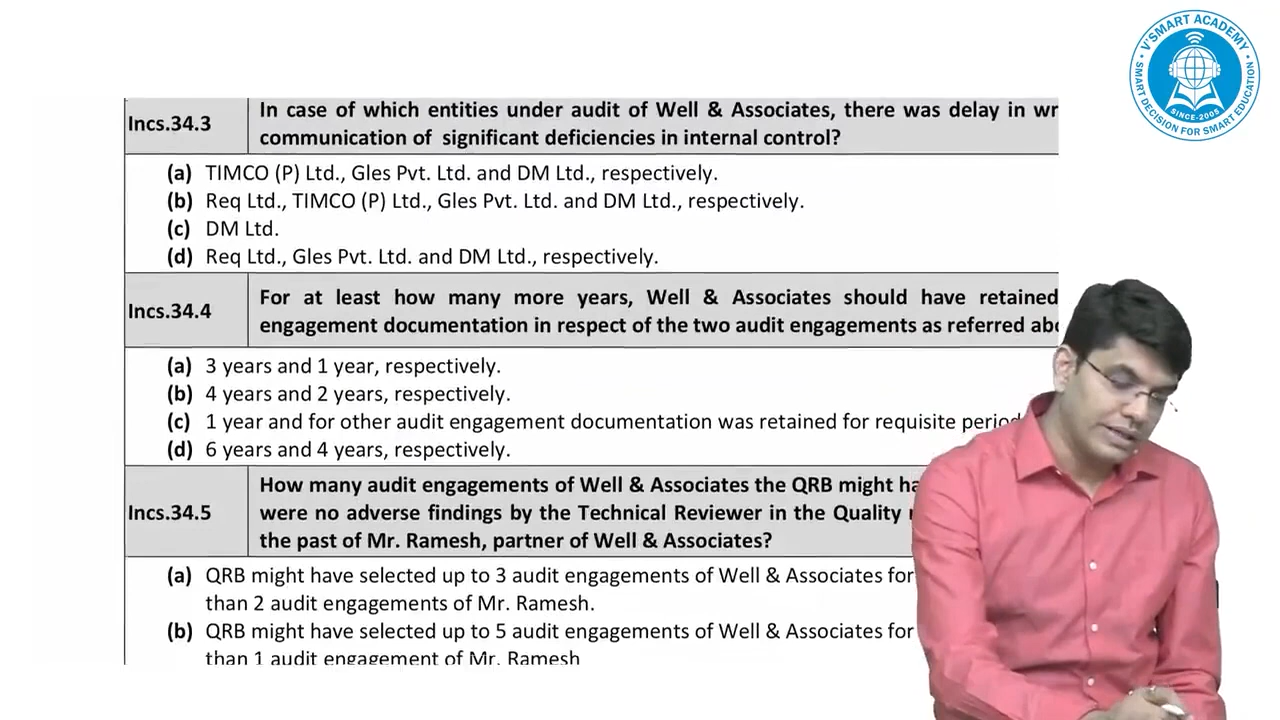 V'SMART ACADEMY
SMART DECISION FOR SMART EDUCATION
SINCE-2005
Incs.34.3
In case of which entities under audit of Well & Associates, there was delay in wr
communication of significant deficiencies in internal control?
(a) TIMCO (P) Ltd., Gles Pvt. Ltd. and DM Ltd., respectively.
(b) Req Ltd., TIMCO (P) Ltd., Gles Pvt. Ltd. and DM Ltd., respectively.
(c) DM Ltd.
(d) Req Ltd., Gles Pvt. Ltd. and DM Ltd., respectively.
Incs.34.4
For at least how many more years, Well & Associates should have retained
engagement documentation in respect of the two audit engagements as referred abo
(a) 3 years and 1 year, respectively.
(b) 4 years and 2 years, respectively.
(c) 1 year and for other audit engagement documentation was retained for requisite perio
(d) 6 years and 4 years, respectively.
Incs.34.5
How many audit engagements of Well & Associates the QRB might ha
were no adverse findings by the Technical Reviewer in the Quality
the past of Mr. Ramesh, partner of Well & Associates?
(a) QRB might have selected up to 3 audit engagements of Well & Associates for
than 2 audit engagements of Mr. Ramesh.
(b) QRB might have selected up to 5 audit engagements of Well & Associates for
than 1 audit engagement of Mr. Ramesh